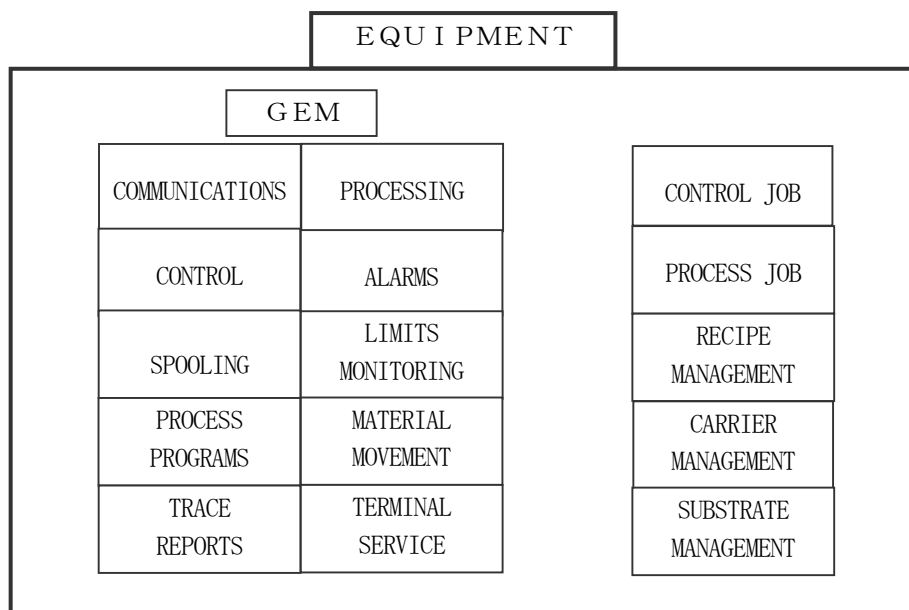 EQUIPMENT
GEM
COMMUNICATIONS
PROCESSING
CONTROL
ALARMS
SPOOLING
LIMITS
MONITORING
PROCESS
PROGRAMS
MATERIAL
MOVEMENT
TRACE
REPORTS
TERMINAL
SERVICE
CONTROL JOB
PROCESS JOB
RECIPE
MANAGEMENT
CARRIER
MANAGEMENT
SUBSTRATE
MANAGEMENT